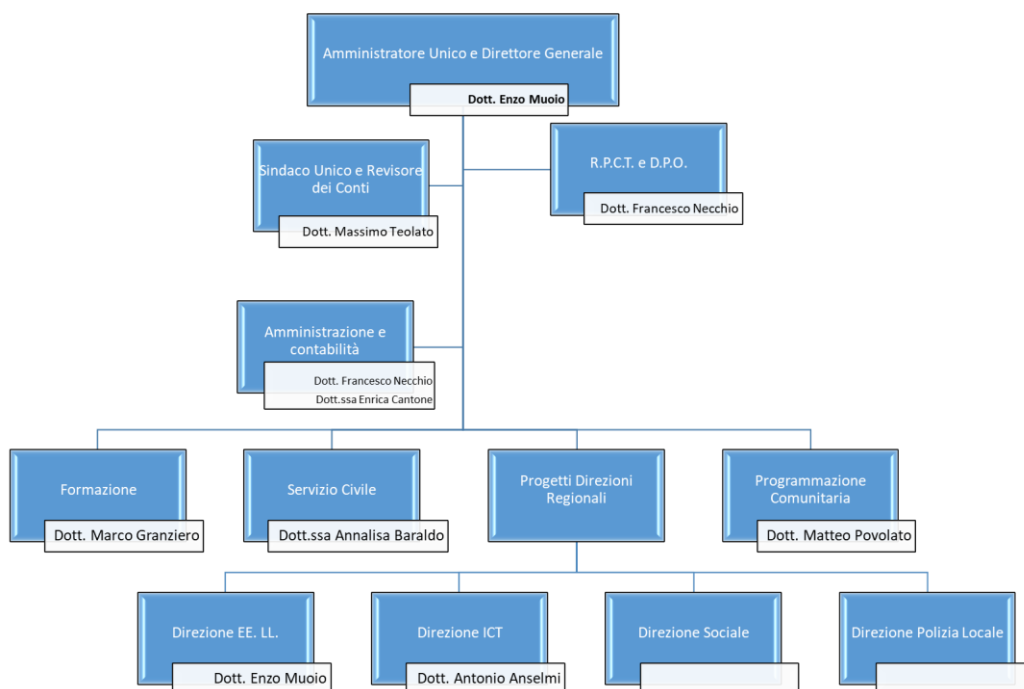 Amministratore Unico e Direttore Generale
Dott. Enzo Muoio
Sindaco Unico e Revisore
dei Conti
Dott. Massimo Teolato
R.P.C.T. e D.P.O.
Dott. Francesco Necchio
Amministrazione e
contabilità
Dott. Francesco Necchio
Dott.ssa Enrica Cantone
Formazione
Dott. Marco Granziero
Servizio Civile
Dott.ssa Annalisa Baraldo
Progetti Direzioni
Regionali
Programmazione
Comunitaria
Dott. Matteo Povolato
Direzione EE. LL.
Dott. Enzo Muoio
Direzione ICT
Dott. Antonio Anselmi
Direzione Sociale
Direzione Polizia Locale